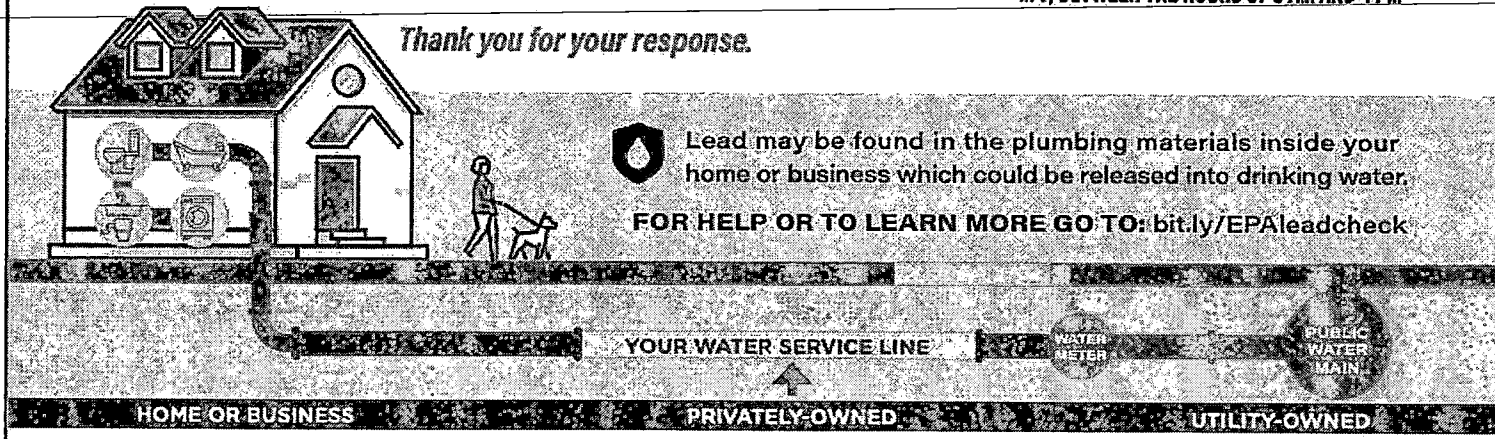 Thank you for your response.
Lead may be found in the plumbing materials inside your
home or business which could be released into drinking water.
FOR HELP OR TO LEARN MORE GO TO: bit.ly/EPAleadcheck
YOUR WATER SERVICE LINE
WATER
METER
PUBLIC
WATER
MAIN
HOME OR BUSINESS
PRIVATELY-OWNED
UTILITY-OWNED